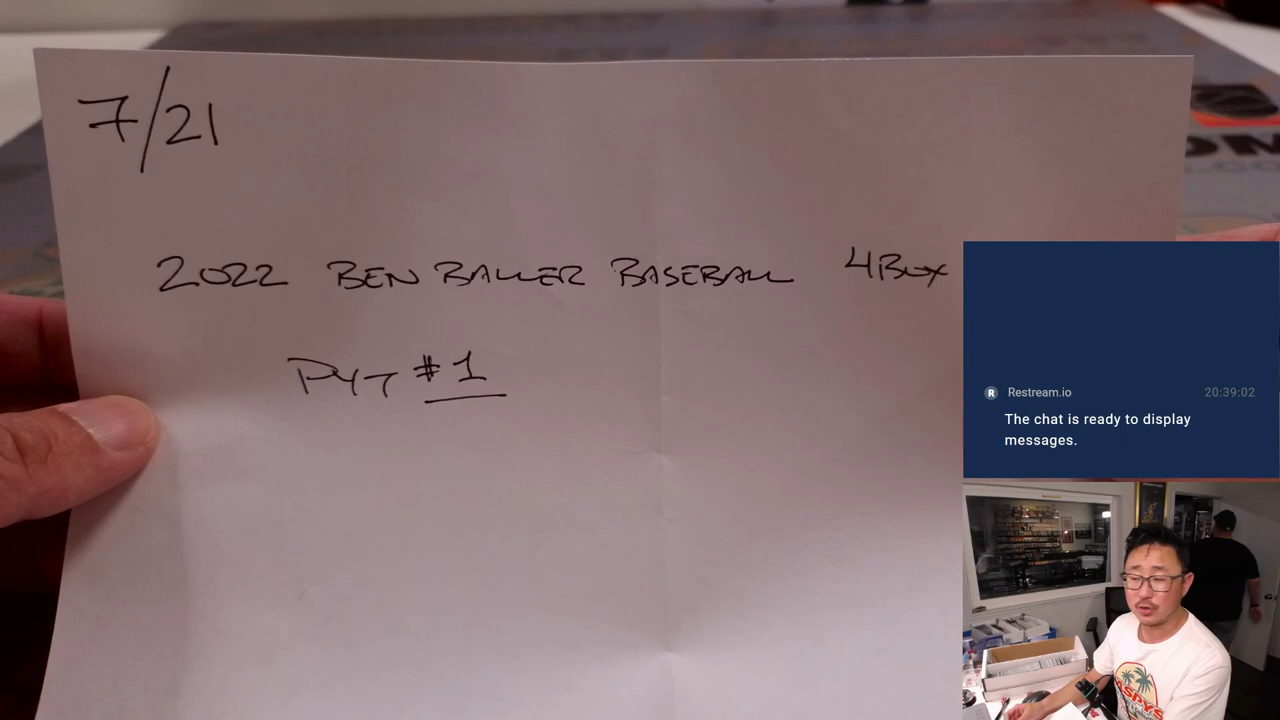 7/21
2022 BEN BALLER BASEBALL 4BOX
PYT #1
R Restream.io 20:39:02
The chat is ready to display
messages.